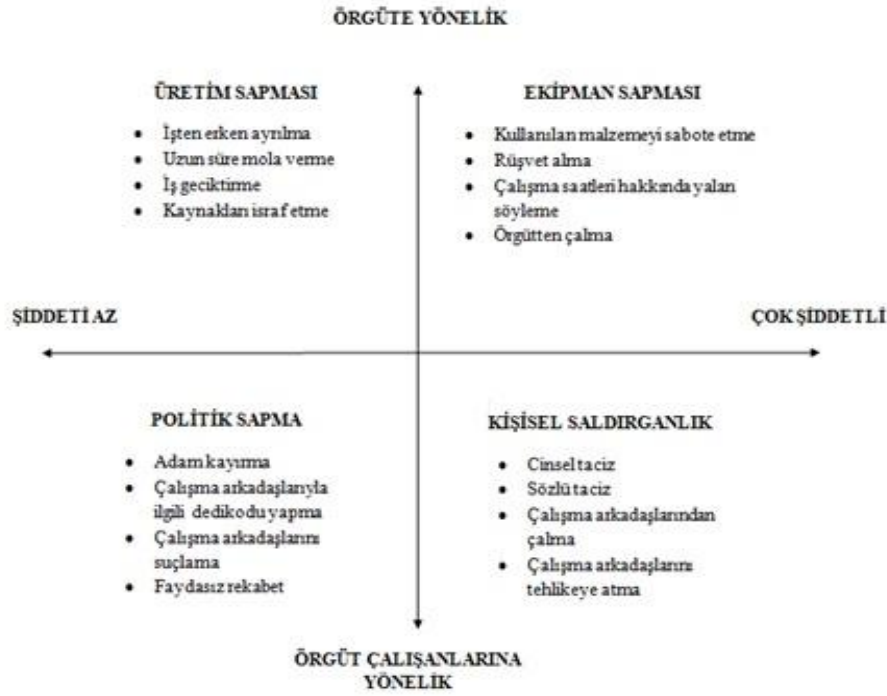 ÖRGÜTE YÖNELİK
ÜRETİM SAPMASI
• İşten erken ayrılma
• Uzun süre mola verme
• İş geciktirme
• Kaynakları israf etme
EKİPMAN SAPMASI
• Kullanılan malzemeyi sabote etme
• Rüşvet alma
• Çalışma saatleri hakkında yalan
söyleme
• Örgütten çalma
ŞİDDETİ AZ
ÇOK ŞİDDETLİ
POLİTİK SAPMA
• Adam kayırma
• Çalışma arkadaşlarıyla
ilgili dedikodu yapma
• Çalışma arkadaşlarını
suçlama
• Faydasız rekabet
KİŞİSEL SALDIRGANLIK
• Cinsel taciz
• Sözlü taciz
• Çalışma arkadaşlarından
çalma
• Çalışma arkadaşlarını
tehlikeye atma
ÖRGÜT ÇALIŞANLARINA
YÖNELİK